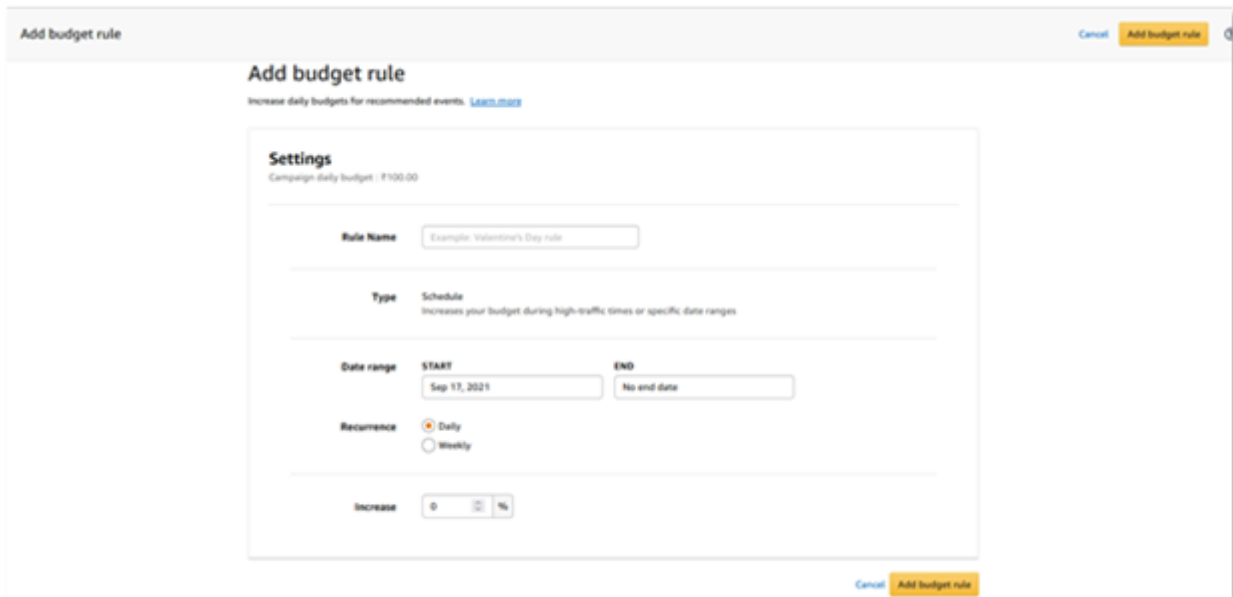 Add budget rule
Cancel Add budget rule
Add budget rule
Increase daily budgets for recommended events. Learn more
Settings
Campaign daily budget : ₹100.00
Rule Name Example: Valentine's Day rule
Type Schedule
Increases your budget during high-traffic times or specific date ranges
Date range START END
Sep 17, 2021 No end date
Recurrence Daily
Weekly
Increase 0 %
Cancel Add budget rule